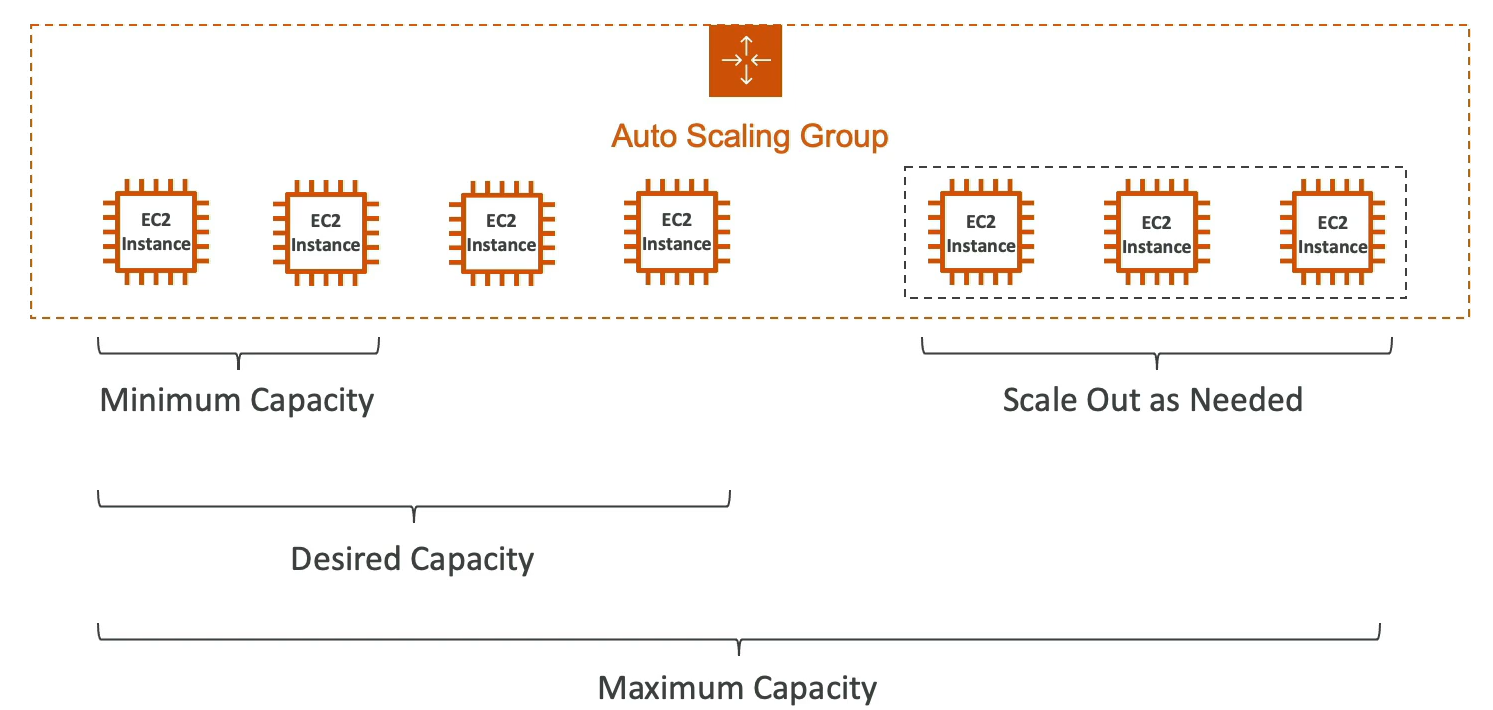 Auto Scaling Group
EC2
Instance
EC2
Instance
EC2
Instance
EC2
Instance
EC2
Instance
EC2
Instance
EC2
Instance
Minimum Capacity
Scale Out as Needed
Desired Capacity
Maximum Capacity